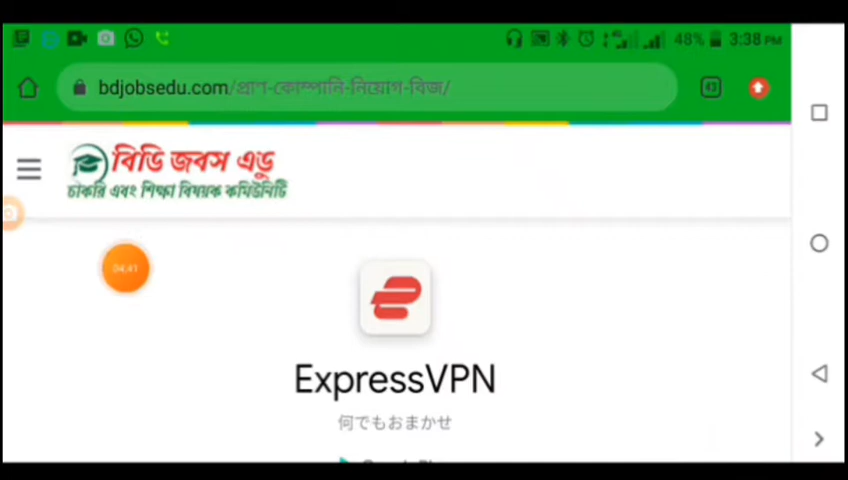 48% 3:38 PM
bdjobsedu.com/প্রাণ-কোম্পানি-নিয়োগ-বিজ/
43
বিডি জবস এডু
চাকরি এবং শিক্ষা বিষয়ক কমিউনিটি
04:41
ExpressVPN
何でもおまかせ